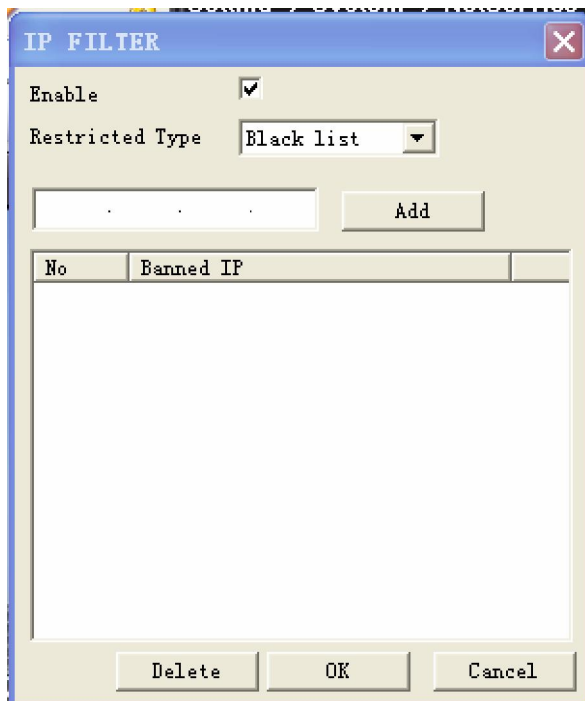 IP FILTER
Enable
Restricted Type Black list
Add
No Banned IP
Delete OK Cancel